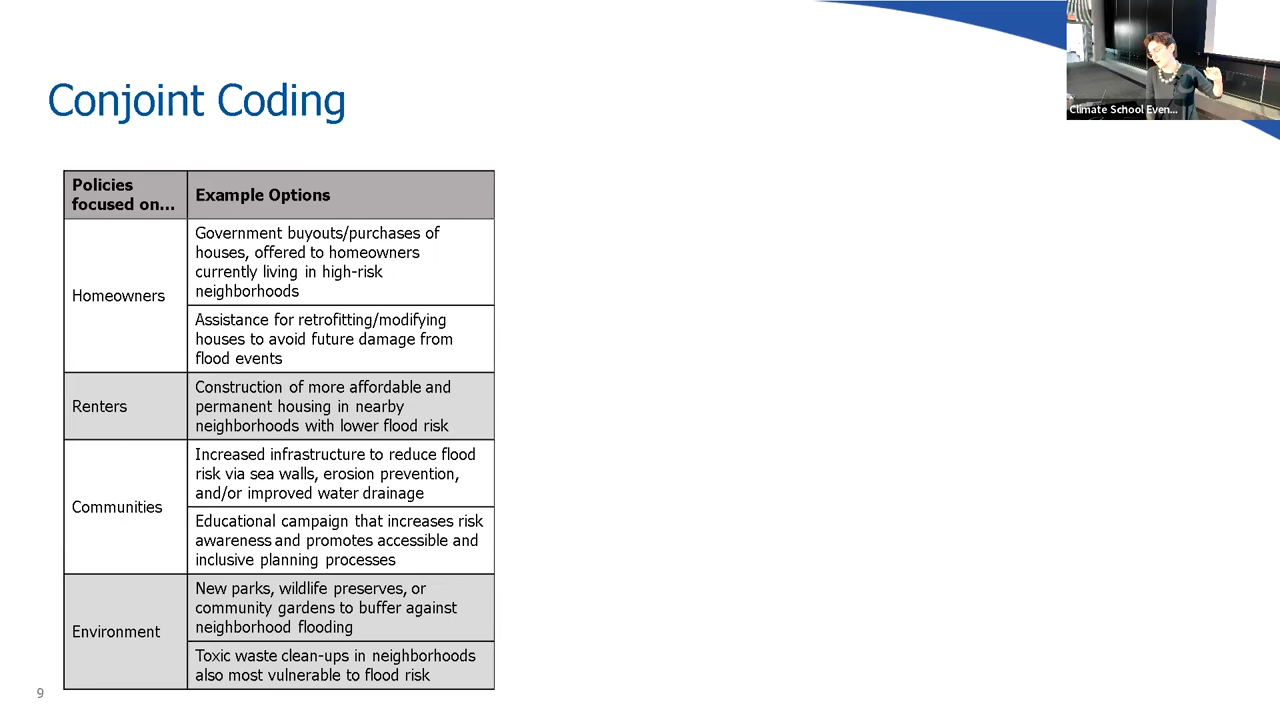 Climate School Even...
Conjoint Coding
Policies
focused on...
Example Options
Homeowners
Government buyouts/purchases of
houses, offered to homeowners
currently living in high-risk
neighborhoods
Assistance for retrofitting/modifying
houses to avoid future damage from
flood events
Renters
Construction of more affordable and
permanent housing in nearby
neighborhoods with lower flood risk
Communities
Increased infrastructure to reduce flood
risk via sea walls, erosion prevention,
and/or improved water drainage
Educational campaign that increases risk
awareness and promotes accessible and
inclusive planning processes
Environment
New parks, wildlife preserves, or
community gardens to buffer against
neighborhood flooding
Toxic waste clean-ups in neighborhoods
also most vulnerable to flood risk
9